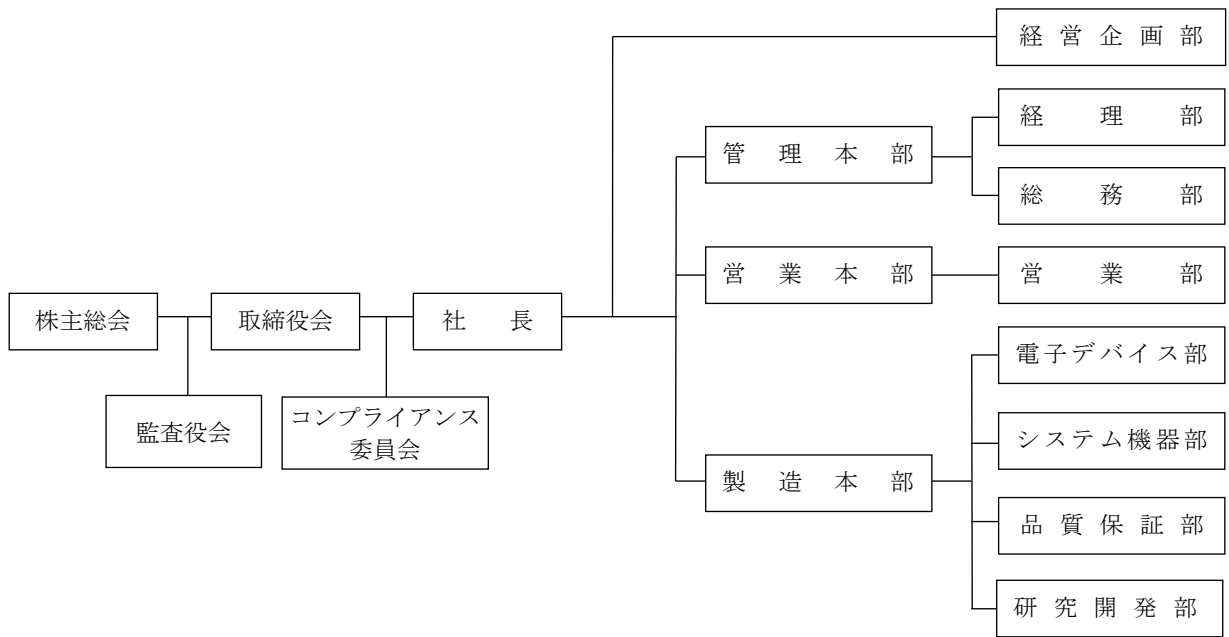 経営企画部
経理部
管理本部
総務部
営業本部
営業部
株主総会
取締役会
社長
電子デバイス部
監査役会
コンプライアンス
委員会
システム機器部
製造本部
品質保証部
研究開発部